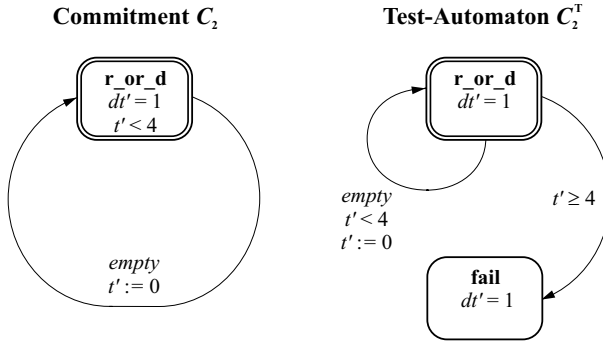 Commitment C₂
r_or_d
dt' = 1
t' < 4
empty
t' := 0
Test-Automaton C₂ᵀ
r_or_d
dt' = 1
empty
t' < 4
t' := 0
t' ≥ 4
fail
dt' = 1